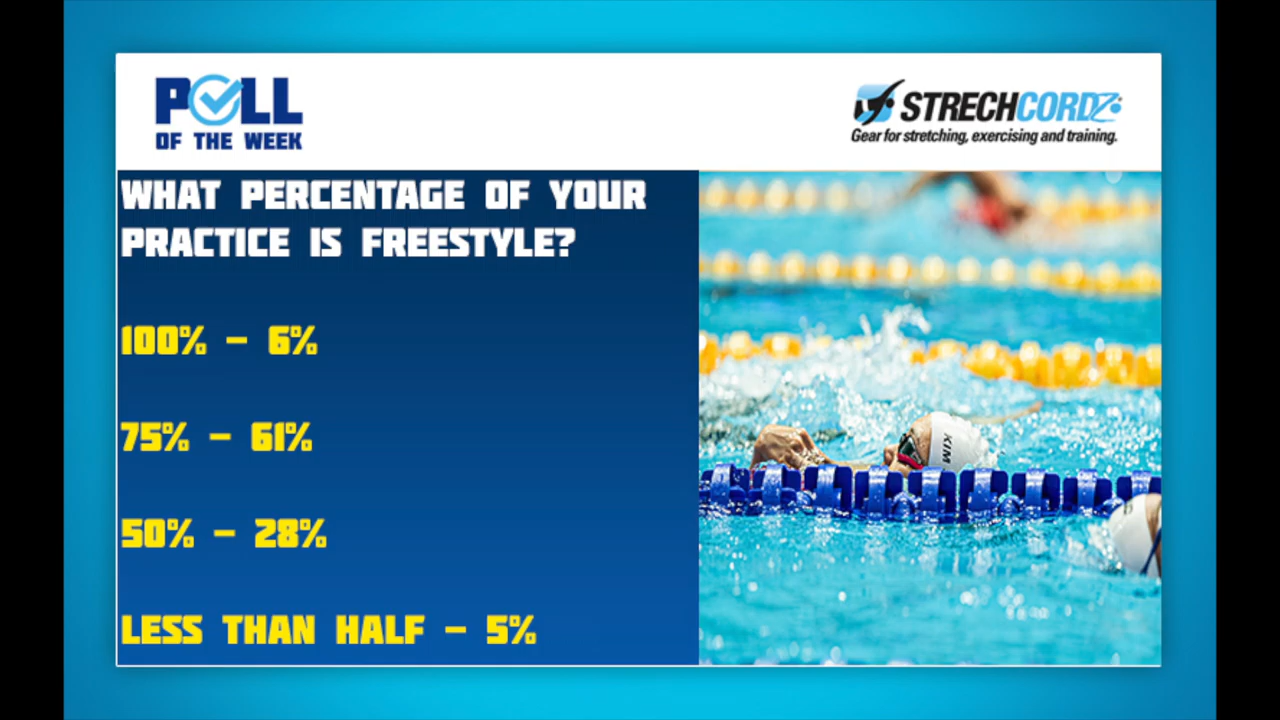 POLL
OF THE WEEK
STRECHCORDZ
Gear for stretching, exercising and training.
WHAT PERCENTAGE OF YOUR
PRACTICE IS FREESTYLE?
100% – 6%
75% – 61%
50% – 28%
LESS THAN HALF – 5%
KIM